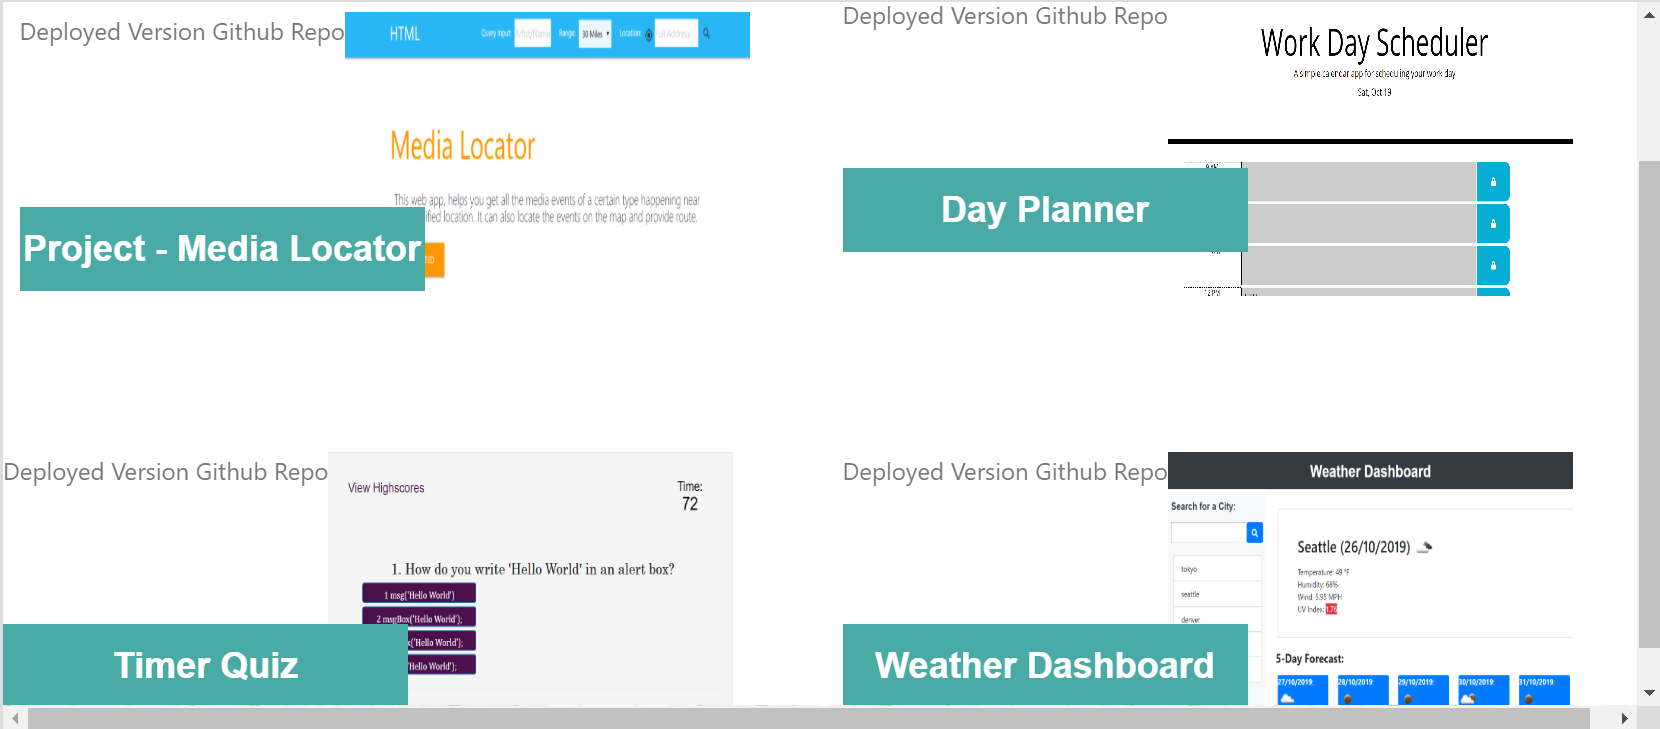 Deployed Version Github Repo
HTML
Query Input:
Artist/Name
Range:
30 Miles
Location:
Full Address
Media Locator
This web app, helps you get all the media events of a certain type happening near
ified location. It can also locate the events on the map and provide route.
Project - Media Locator
Deployed Version Github Repo
Work Day Scheduler
A simple calendar app for scheduling your work day
Sat, Oct 19
Day Planner
12 PM
Deployed Version Github Repo
View Highscores
Time:
72
1. How do you write 'Hello World' in an alert box?
1 msg('Hello World')
2 msgBox('Hello World');
x('Hello World');
'Hello World');
Timer Quiz
Deployed Version Github Repo
Weather Dashboard
Search for a City:
tokyo
seattle
denver
Seattle (26/10/2019)
Temperature: 49 °F
Humidity: 68%
Wind: 5.95 MPH
UV Index: 1.76
5-Day Forecast:
27/10/2019:
28/10/2019:
29/10/2019:
30/10/2019:
31/10/2019:
Weather Dashboard